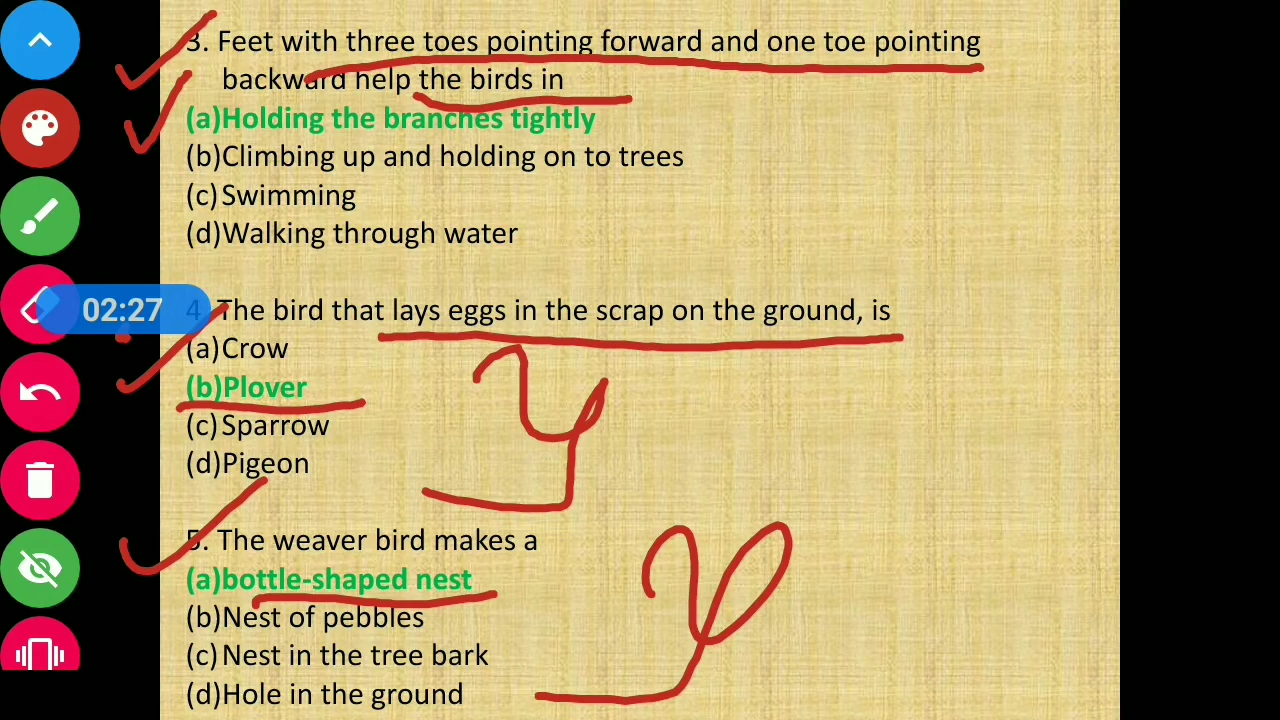 3. Feet with three toes pointing forward and one toe pointing
backward help the birds in
(a)Holding the branches tightly
(b)Climbing up and holding on to trees
(c)Swimming
(d)Walking through water
02:27
4. The bird that lays eggs in the scrap on the ground, is
(a)Crow
(b)Plover
(c)Sparrow
(d)Pigeon
5. The weaver bird makes a
(a)bottle-shaped nest
(b)Nest of pebbles
(c)Nest in the tree bark
(d)Hole in the ground